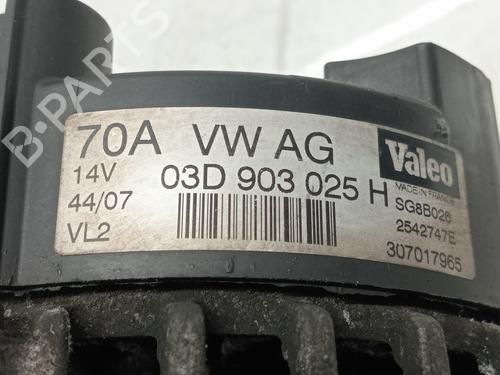 70A VW AG
Valeo
14V
03D 903 025 H
MADE IN FRANCE
44/07
SG8B026
VL2
2542747E
307017965
B-PARTS